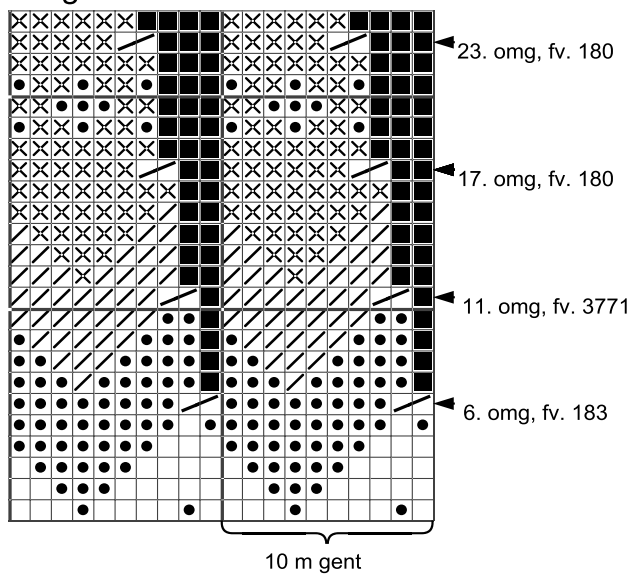 23. omg, fv. 180
17. omg, fv. 180
11. omg, fv. 3771
6. omg, fv. 183
10 m gent